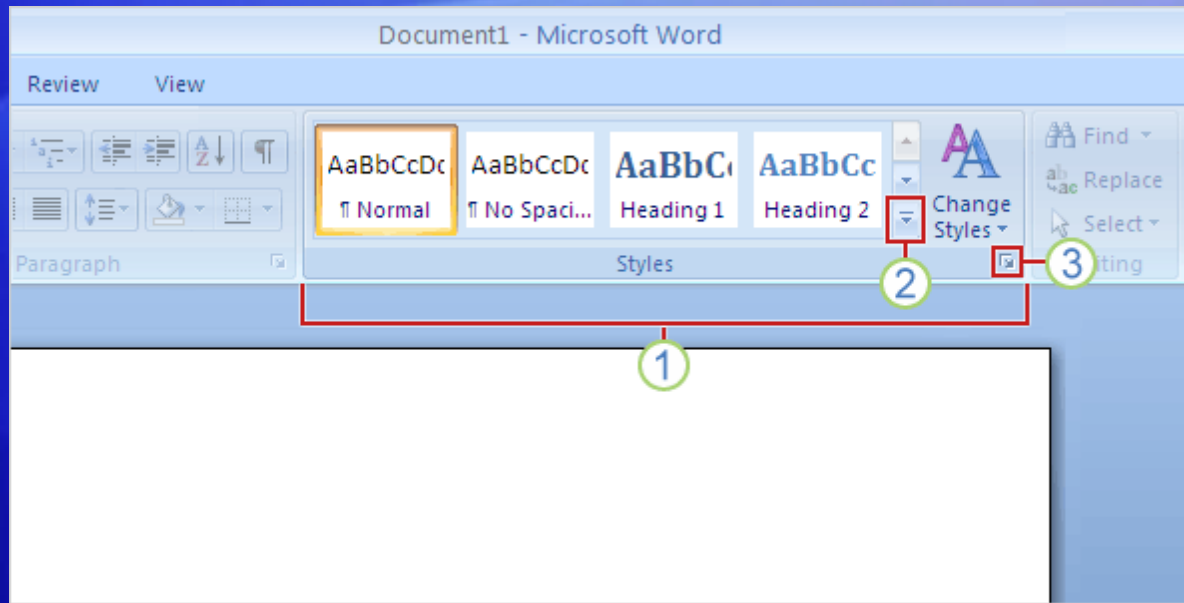 Document1 - Microsoft Word
Review View
AaBbCcDc AaBbCcDc AaBbC AaBbCc
¶ Normal ¶ No Spaci... Heading 1 Heading 2
Change
Styles
Find
Replace
Select
Paragraph
Styles
2
3
iting
1